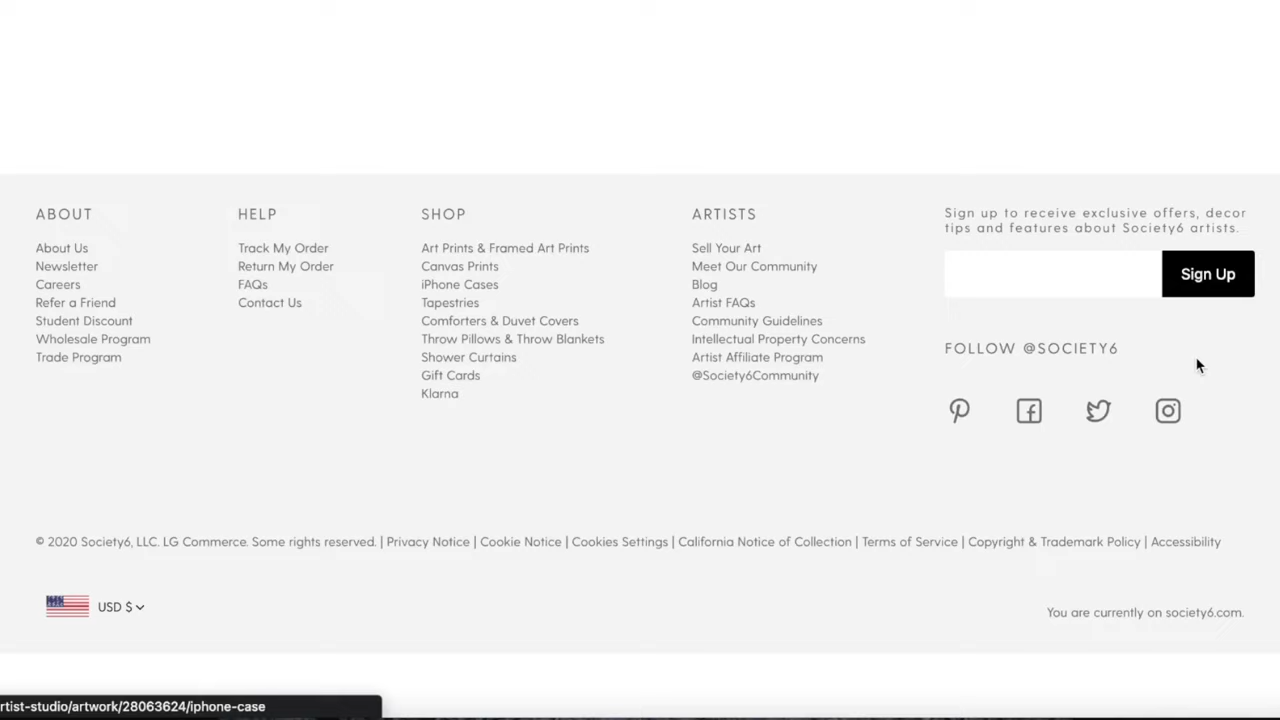 ABOUT
About Us
Newsletter
Careers
Refer a Friend
Student Discount
Wholesale Program
Trade Program
HELP
Track My Order
Return My Order
FAQs
Contact Us
SHOP
Art Prints & Framed Art Prints
Canvas Prints
iPhone Cases
Tapestries
Comforters & Duvet Covers
Throw Pillows & Throw Blankets
Shower Curtains
Gift Cards
Klarna
ARTISTS
Sell Your Art
Meet Our Community
Blog
Artist FAQs
Community Guidelines
Intellectual Property Concerns
Artist Affiliate Program
@Society6Community
Sign up to receive exclusive offers, decor
tips and features about Society6 artists.
Sign Up
FOLLOW @SOCIETY6
© 2020 Society6, LLC. LG Commerce. Some rights reserved. | Privacy Notice | Cookie Notice | Cookies Settings | California Notice of Collection | Terms of Service | Copyright & Trademark Policy | Accessibility
USD $
You are currently on society6.com.
rtist-studio/artwork/28063624/iphone-case